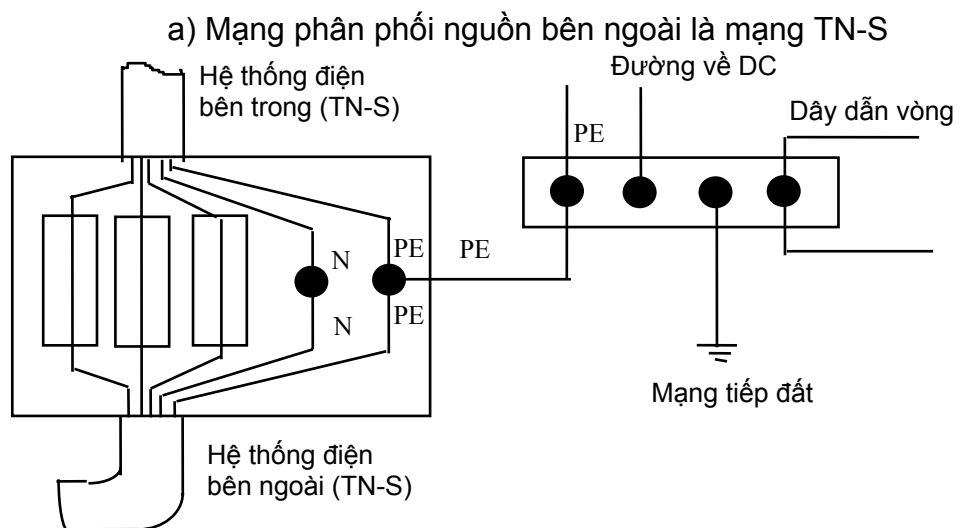 a) Mạng phân phối nguồn bên ngoài là mạng TN-S
Hệ thống điện
bên trong (TN-S)
Đường về DC
Dây dẫn vòng
PE
N
PE
PE
N
PE
Mạng tiếp đất
Hệ thống điện
bên ngoài (TN-S)